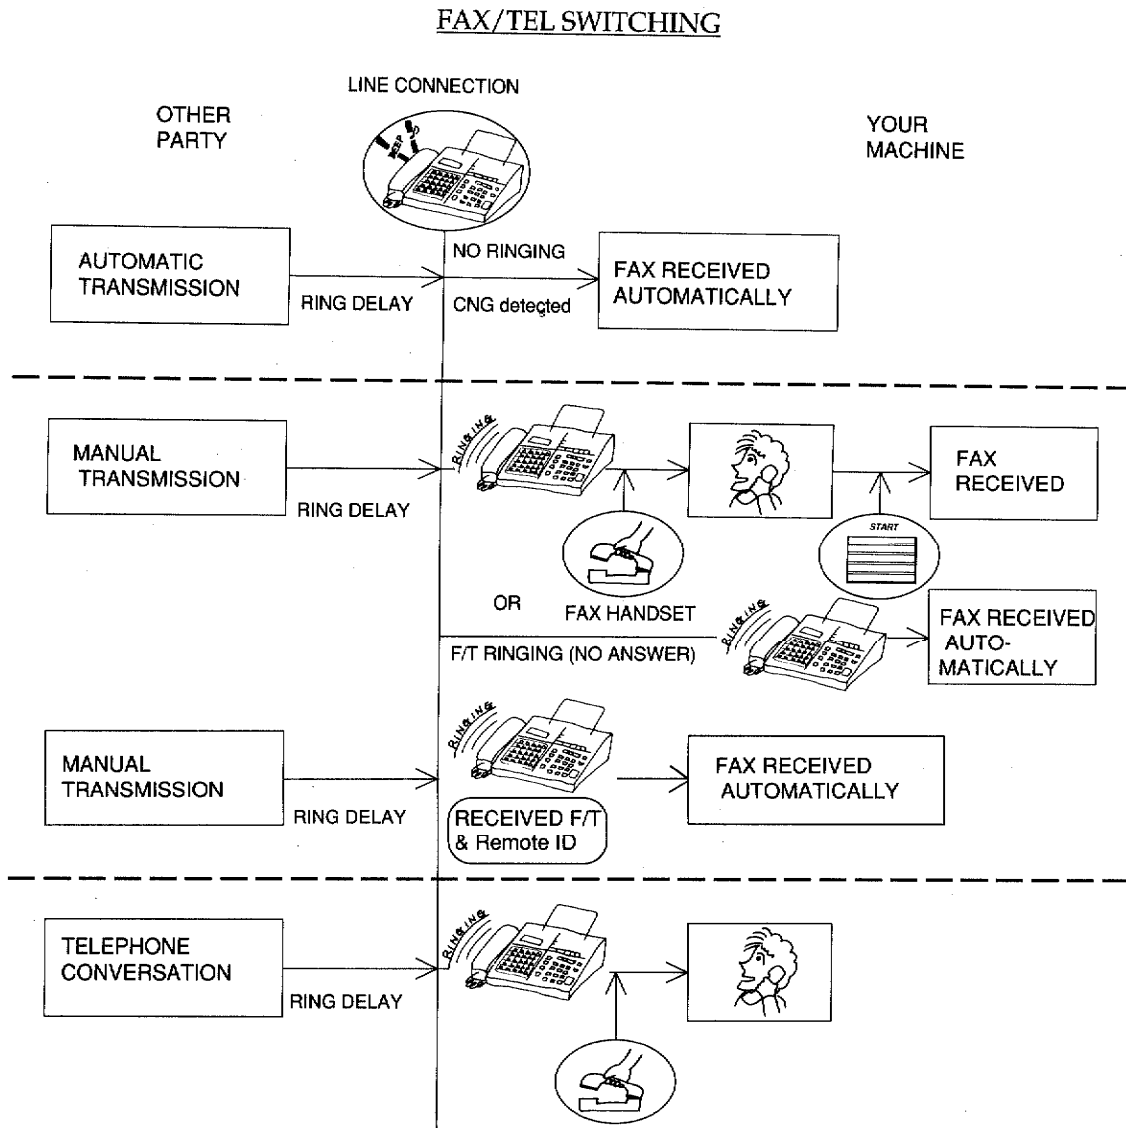 FAX/TEL SWITCHING
LINE CONNECTION
OTHER
PARTY
YOUR
MACHINE
BEEP
AUTOMATIC
TRANSMISSION
RING DELAY
NO RINGING
CNG detected
FAX RECEIVED
AUTOMATICALLY
MANUAL
TRANSMISSION
RING DELAY
RINGING
FAX
RECEIVED
START
OR
FAX HANDSET
F/T RINGING (NO ANSWER)
RINGING
FAX RECEIVED
AUTO-
MATICALLY
MANUAL
TRANSMISSION
RING DELAY
RINGING
RECEIVED F/T
& Remote ID
FAX RECEIVED
AUTOMATICALLY
TELEPHONE
CONVERSATION
RING DELAY
RINGING